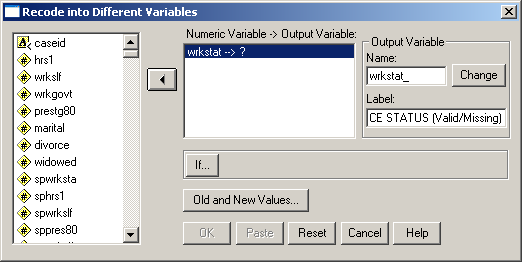 Recode into Different Variables
caseid
hrs1
wrkslf
wrkgovt
prestg80
marital
divorce
widowed
spwrksta
sphrs1
spwrkslf
sppres80
Numeric Variable -> Output Variable:
wrkstat --> ?
Output Variable
Name:
wrkstat_
Change
Label:
CE STATUS (Valid/Missing)
If...
Old and New Values...
OK
Paste
Reset
Cancel
Help